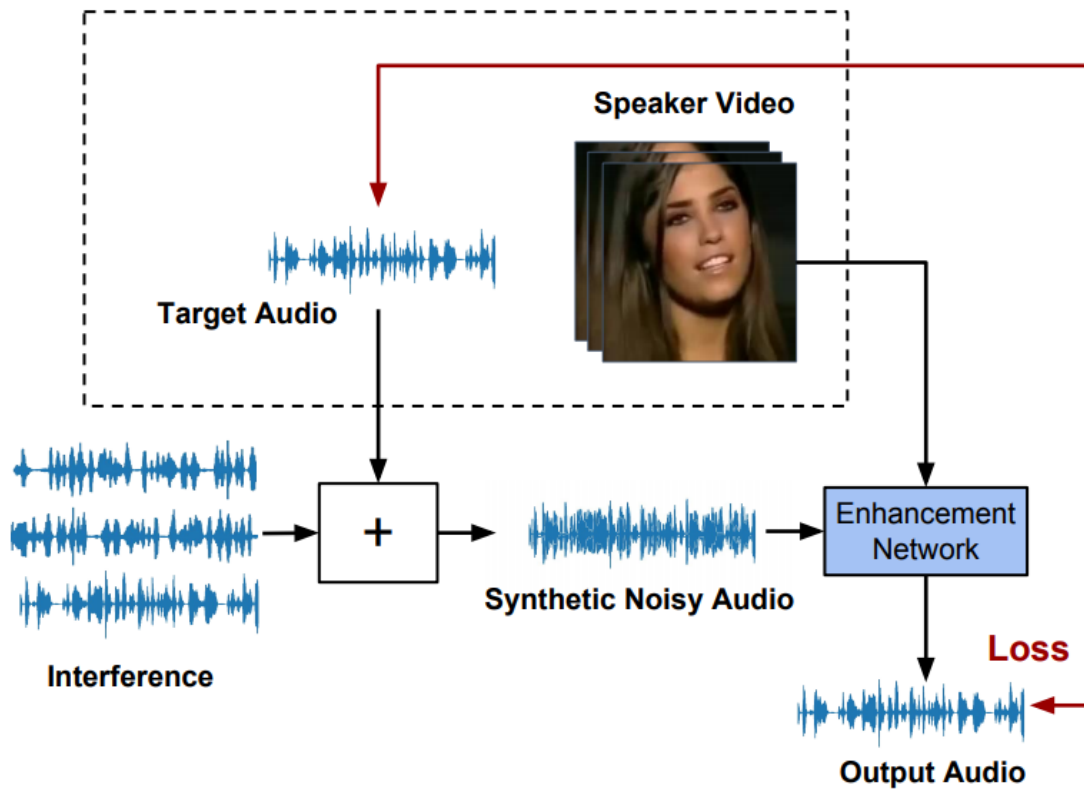 Speaker Video
Target Audio
+
Enhancement
Network
Synthetic Noisy Audio
Interference
Loss
Output Audio